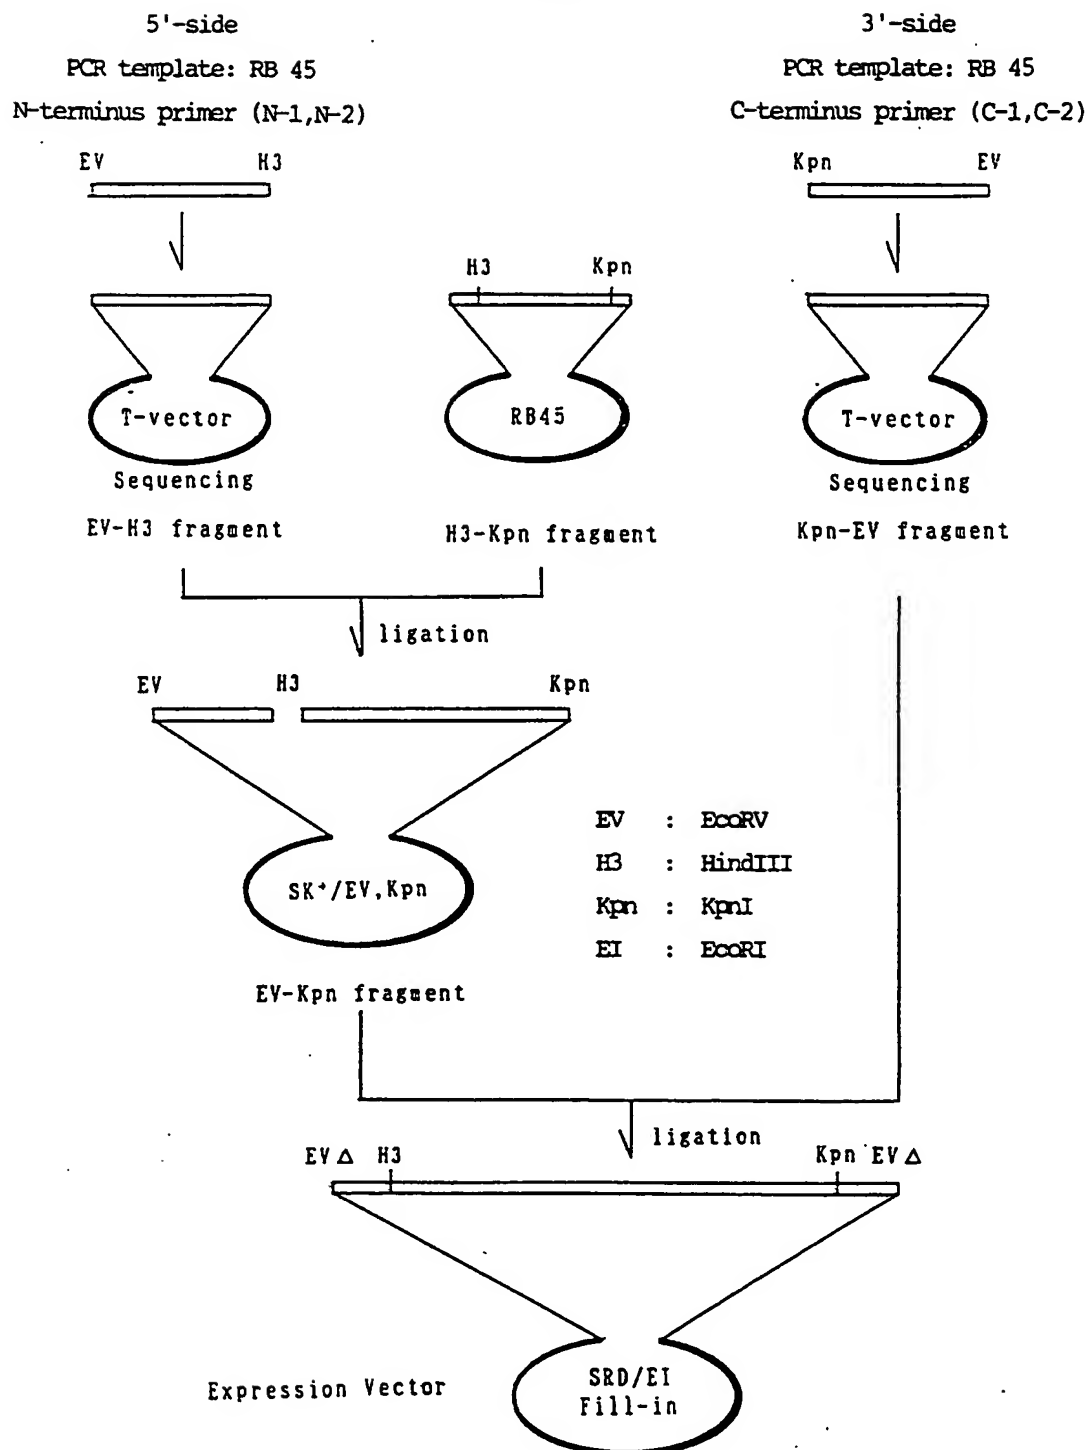 5'-side
PCR template: RB 45
N-terminus primer (N-1,N-2)
3'-side
PCR template: RB 45
C-terminus primer (C-1,C-2)
EV H3
Kpn EV
H3 Kpn
T-vector
RB45
T-vector
Sequencing
Sequencing
EV-H3 fragment
H3-Kpn fragment
Kpn-EV fragment
ligation
EV H3 Kpn
SK+/EV,Kpn
EV : EcoRV
H3 : HindIII
Kpn : KpnI
EI : EcoRI
EV-Kpn fragment
ligation
EV△ H3 Kpn EV△
Expression Vector
SRD/EI
Fill-in